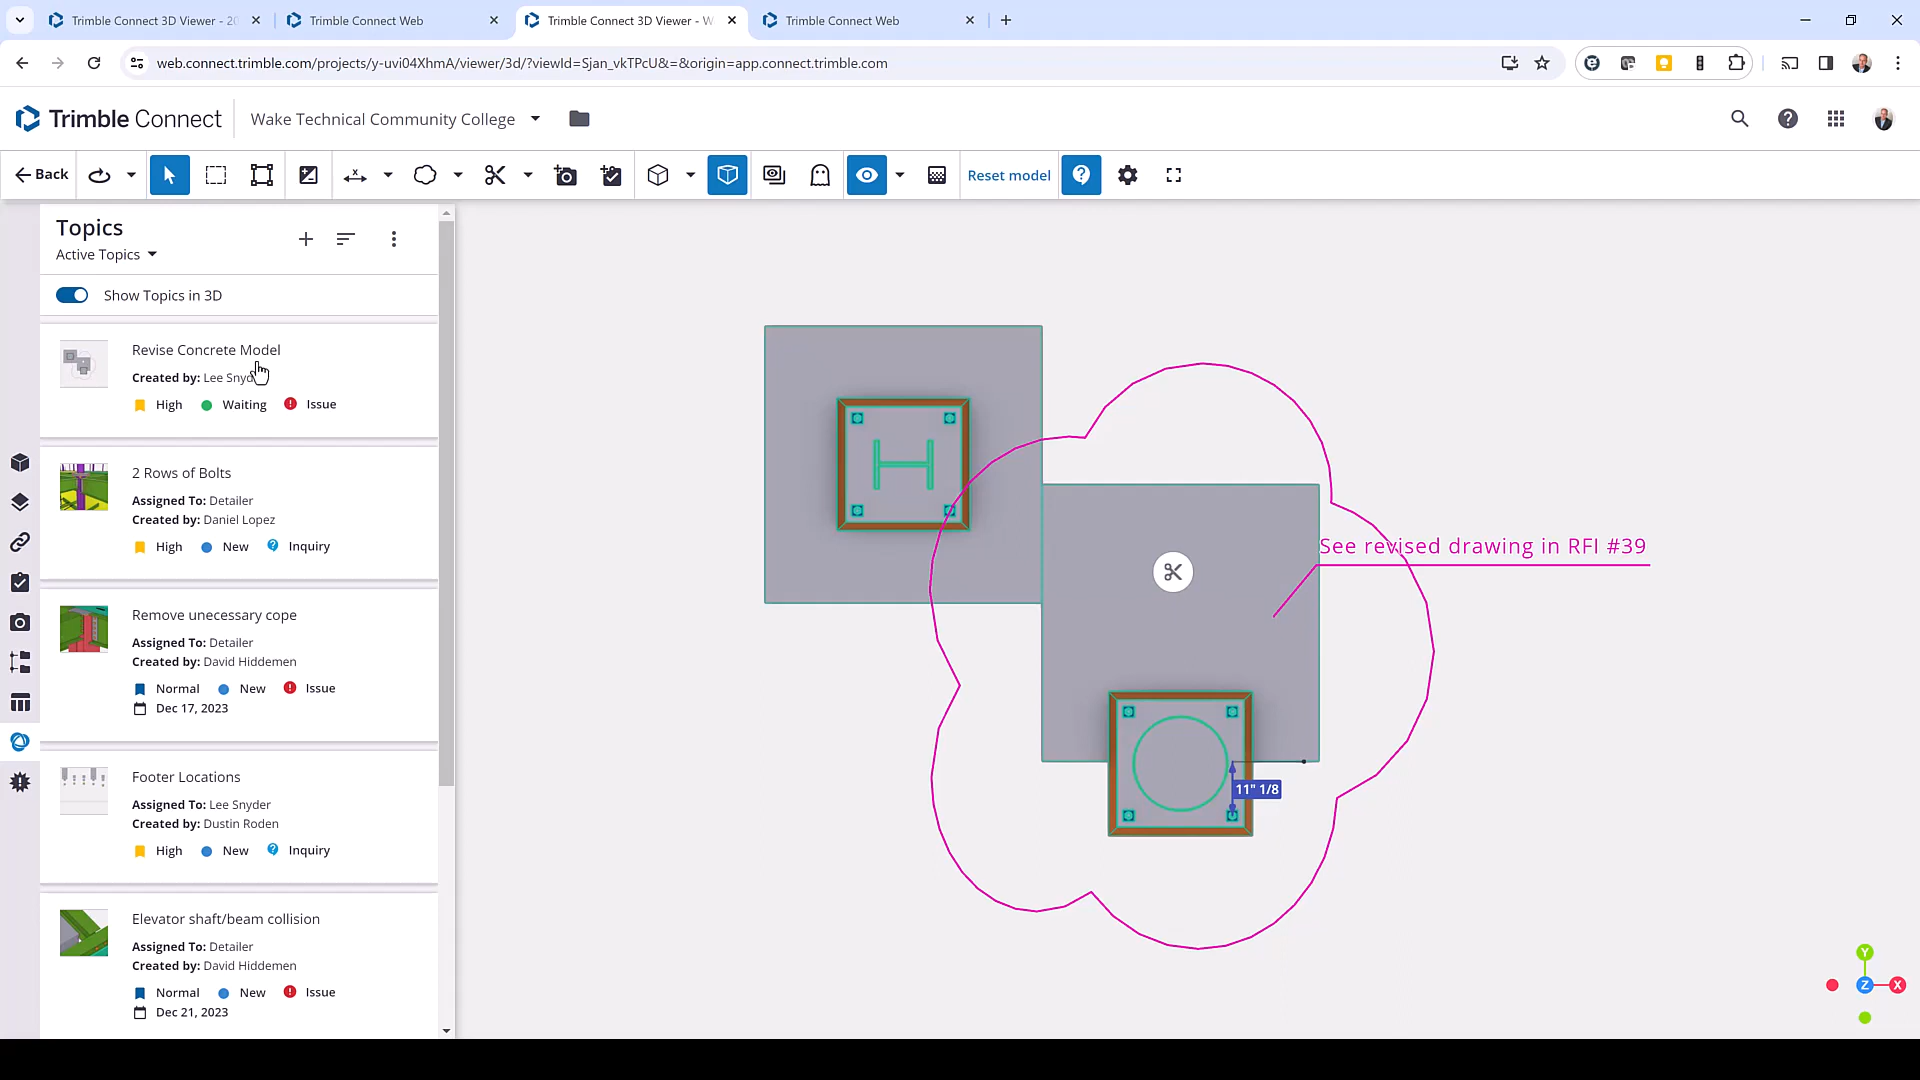 Trimble Connect 3D Viewer - 20
Trimble Connect Web
Trimble Connect 3D Viewer - W
Trimble Connect Web
web.connect.trimble.com/projects/y-uvi04XhmA/viewer/3d/?viewId=Sjan_vkTPcU&=&origin=app.connect.trimble.com
Trimble Connect
Wake Technical Community College
Back
Reset model
Topics
Active Topics
Show Topics in 3D
Revise Concrete Model
Created by: Lee Snyd
High Waiting Issue
2 Rows of Bolts
Assigned To: Detailer
Created by: Daniel Lopez
High New Inquiry
Remove unecessary cope
Assigned To: Detailer
Created by: David Hiddemen
Normal New Issue
Dec 17, 2023
Footer Locations
Assigned To: Lee Snyder
Created by: Dustin Roden
High New Inquiry
Elevator shaft/beam collision
Assigned To: Detailer
Created by: David Hiddemen
Normal New Issue
Dec 21, 2023
See revised drawing in RFI #39
11" 1/8
Y
Z X